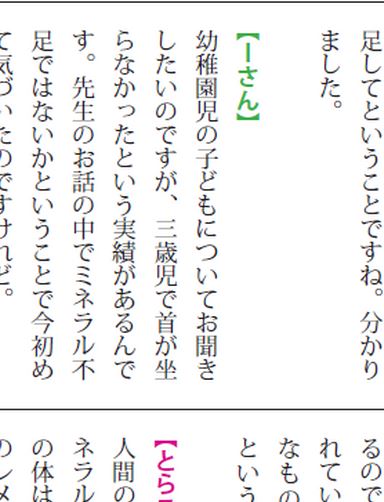 足してということですね。分かり
ました。
【Iさん】
幼稚園児の子どもについてお聞き
したいのですが、三歳児で首が坐
らなかったという実績があるんで
す。先生のお話の中でミネラル不
足ではないかということで今初め
て気づいたのですけれど。
るので
れてい
なもの
という
【とら
人間の
ネラル
の体は
のレメ